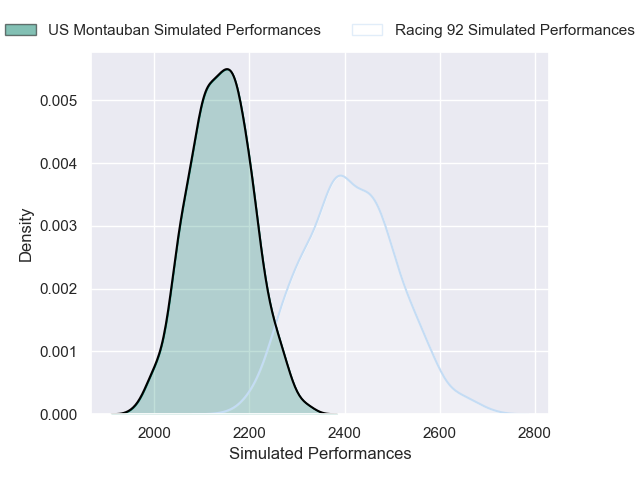 US Montauban Simulated Performances Racing 92 Simulated Performances
0.005
0.004
0.003
0.002
0.001
0.000
Density
2000 2200 2400 2600 2800
Simulated Performances